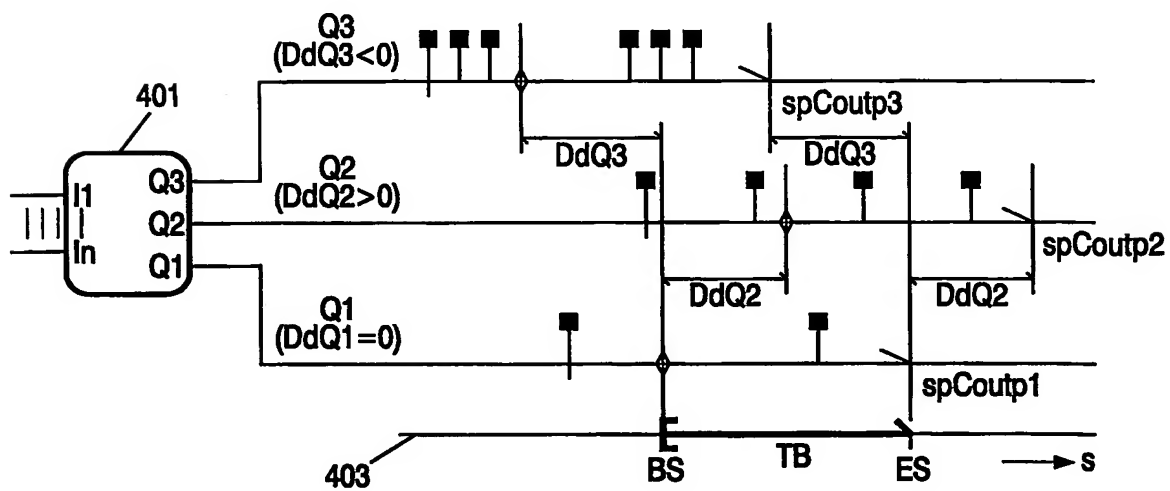 Q3
(DdQ3<0)
401
spCoutp3
DdQ3
DdQ3
I1
In
Q3
Q2
Q1
Q2
(DdQ2>0)
spCoutp2
DdQ2
DdQ2
Q1
(DdQ1=0)
spCoutp1
403
BS
TB
ES
s